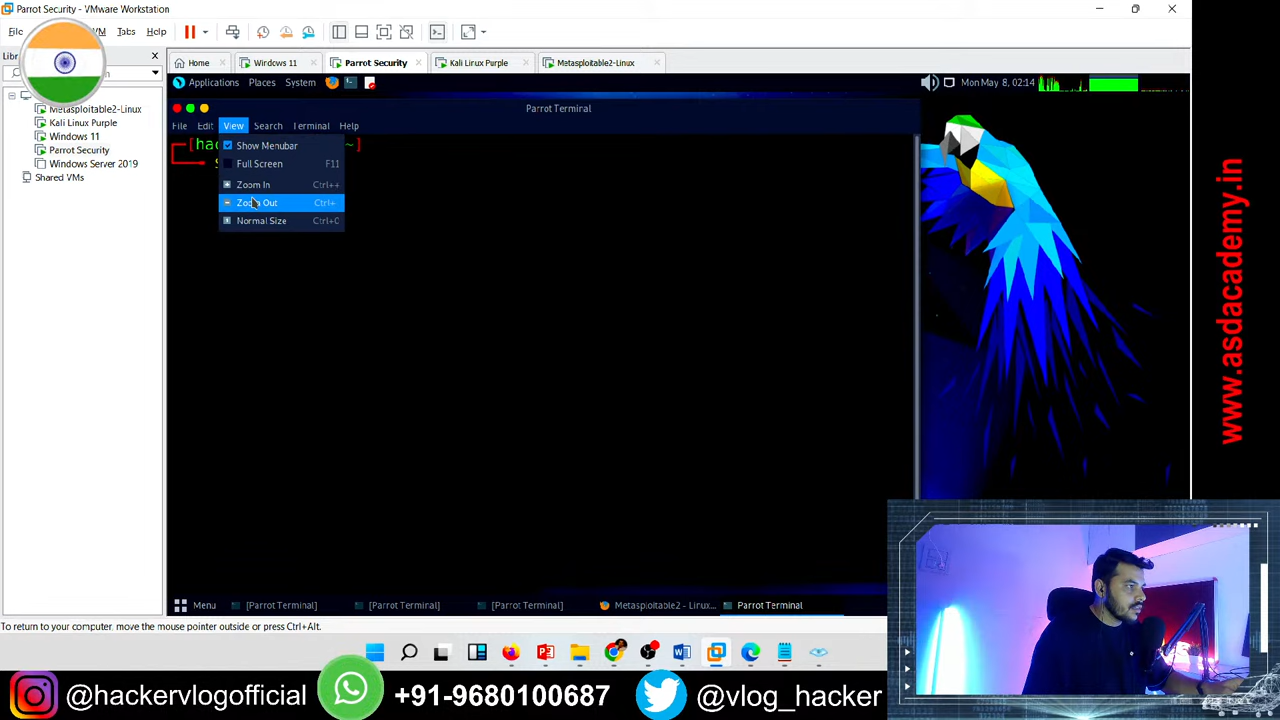 Parrot Security - VMware Workstation
File
VM
Tabs
Help
Home
Windows 11
Parrot Security
Kali Linux Purple
Metasploitable2-Linux
Metasploitable2-Linux
Kali Linux Purple
Windows 11
Parrot Security
Windows Server 2019
Shared VMs
Applications
Places
System
Mon May 8, 02:14
Parrot Terminal
File
Edit
View
Search
Terminal
Help
Show Menubar
Full Screen F11
Zoom In Ctrl++
Zoom Out Ctrl+
Normal Size Ctrl+0
~]
www.asdacademy.in
Menu
[Parrot Terminal]
[Parrot Terminal]
[Parrot Terminal]
Metasploitable2 - Linux...
Parrot Terminal
To return to your computer, move the mouse pointer outside or press Ctrl+Alt.
@hackervlogofficial
+91-9680100687
@vlog_hacker